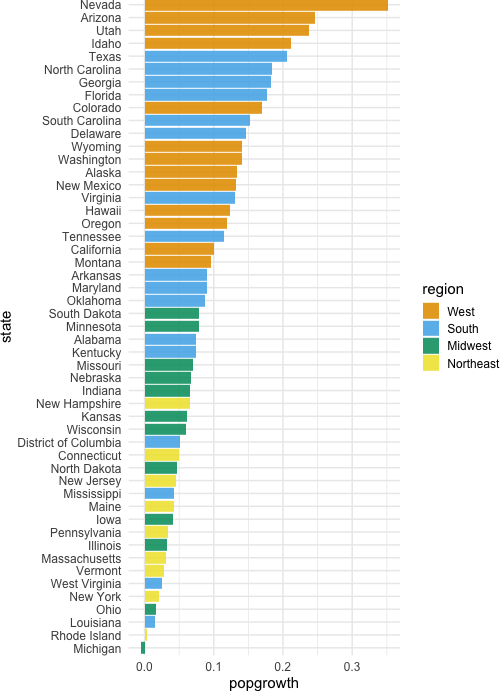 Nevada
Arizona
Utah
Idaho
Texas
North Carolina
Georgia
Florida
Colorado
South Carolina
Delaware
Wyoming
Washington
Alaska
New Mexico
Virginia
Hawaii
Oregon
Tennessee
California
Montana
Arkansas
Maryland
Oklahoma
South Dakota
Minnesota
Alabama
Kentucky
Missouri
Nebraska
Indiana
New Hampshire
Kansas
Wisconsin
District of Columbia
Connecticut
North Dakota
New Jersey
Mississippi
Maine
Iowa
Pennsylvania
Illinois
Massachusetts
Vermont
West Virginia
New York
Ohio
Louisiana
Rhode Island
Michigan
state
0.0 0.1 0.2 0.3
popgrowth
region
West
South
Midwest
Northeast